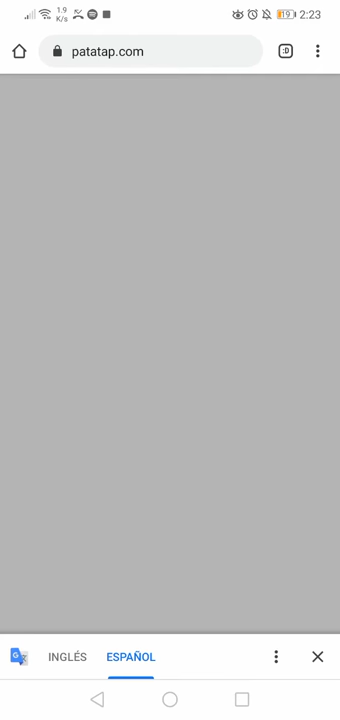 1.9
K/s
19
2:23
patatap.com
:D
INGLÉS
ESPAÑOL